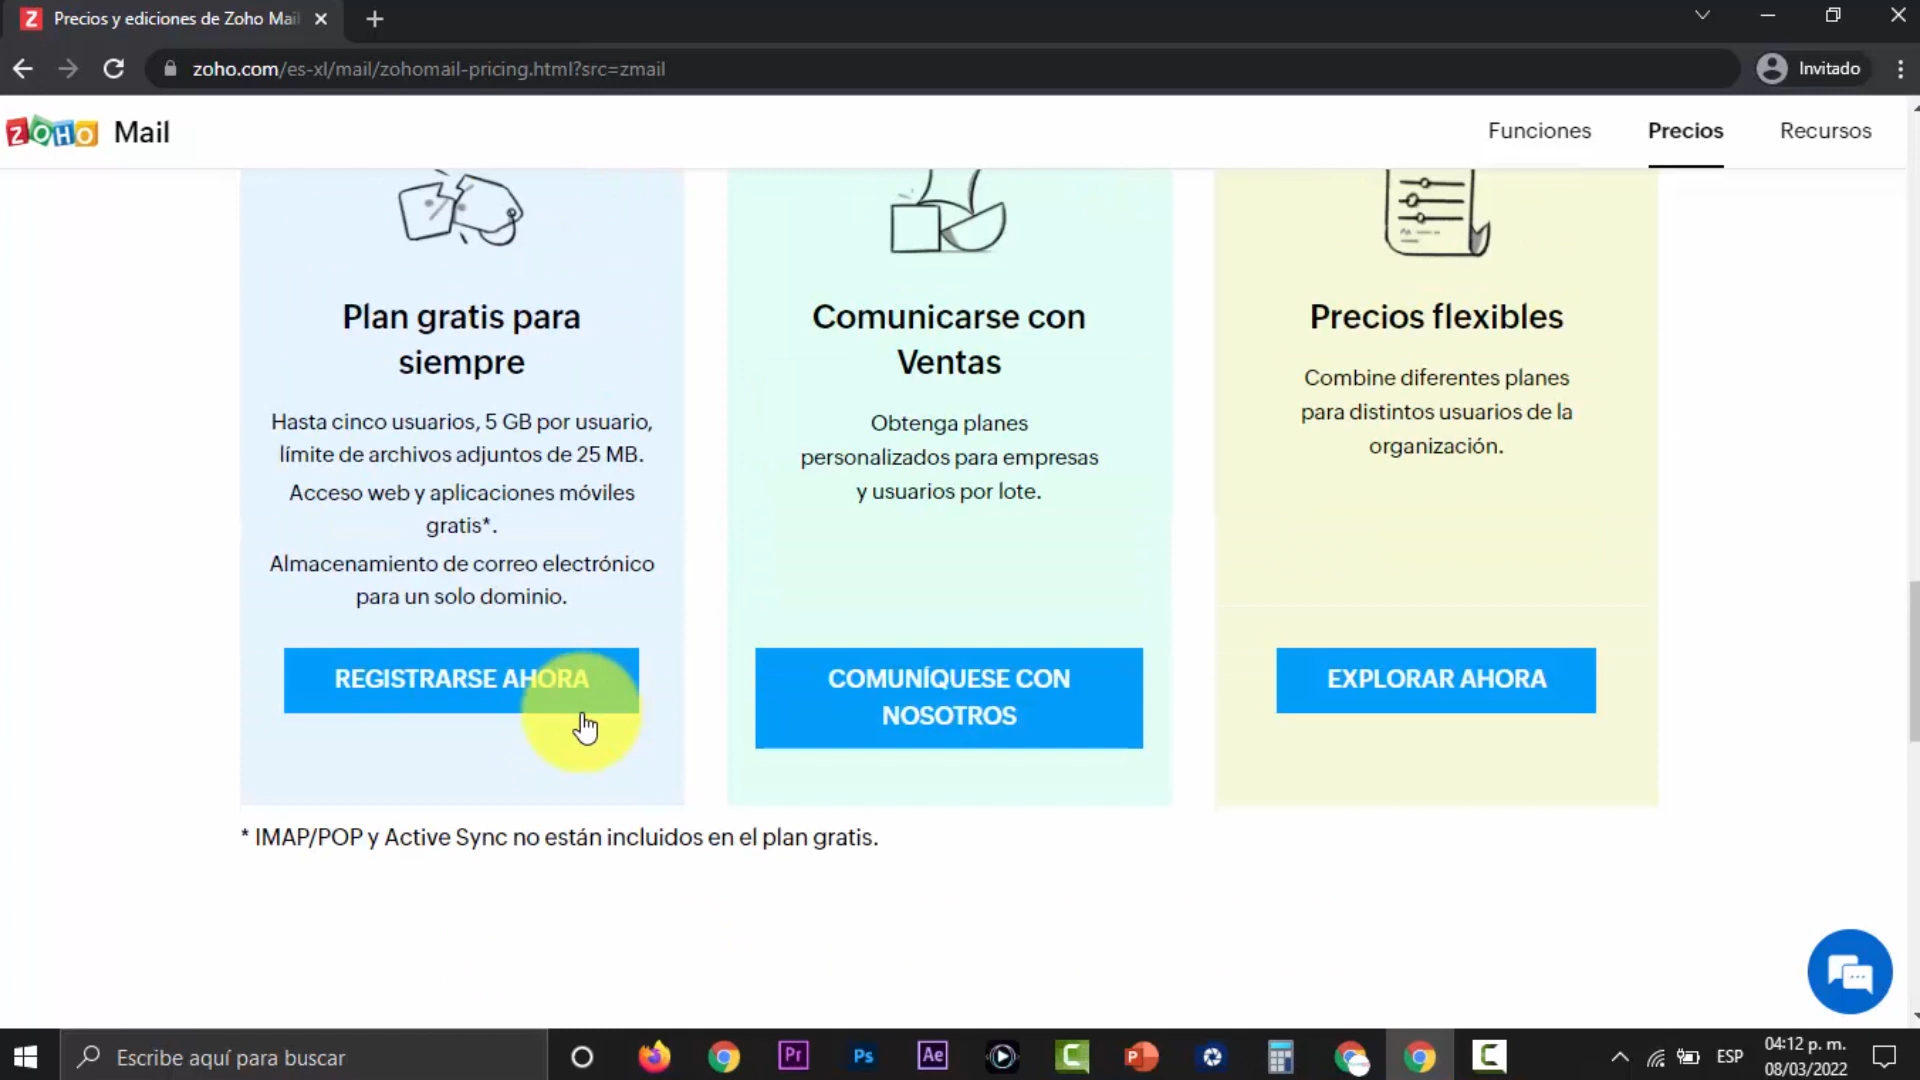 Precios y ediciones de Zoho Mail
zoho.com/es-xl/mail/zohomail-pricing.html?src=zmail
Invitado
ZOHO Mail
Funciones
Precios
Recursos
Plan gratis para
siempre
Hasta cinco usuarios, 5 GB por usuario,
límite de archivos adjuntos de 25 MB.
Acceso web y aplicaciones móviles
gratis*.
Almacenamiento de correo electrónico
para un solo dominio.
REGISTRARSE AHORA
Comunicarse con
Ventas
Obtenga planes
personalizados para empresas
y usuarios por lote.
COMUNÍQUESE CON
NOSOTROS
Precios flexibles
Combine diferentes planes
para distintos usuarios de la
organización.
EXPLORAR AHORA
* IMAP/POP y Active Sync no están incluidos en el plan gratis.
Escribe aquí para buscar
Pr
Ps
Ae
ESP
04:12 p. m.
08/03/2022